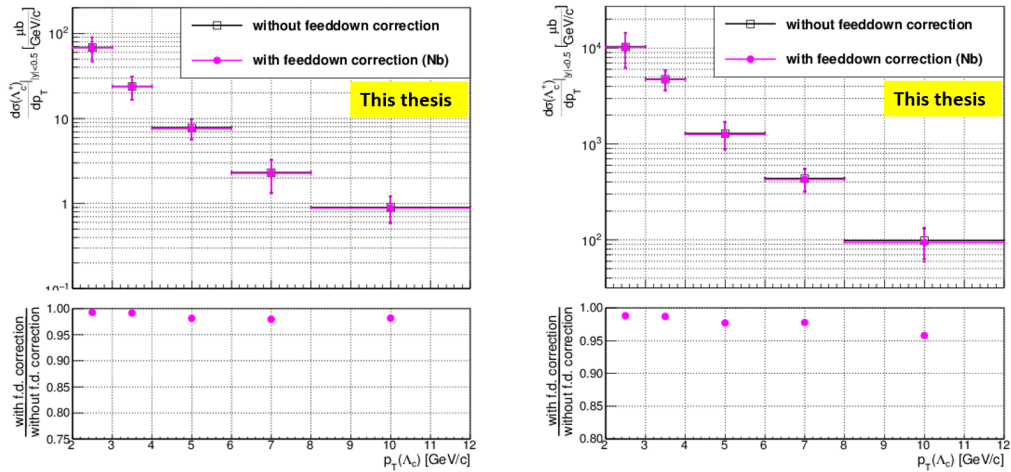 without feeddown correction
with feeddown correction (Nb)
This thesis
dσ(Λc+)/dpT |y|<0.5 [μb/GeV/c]
10²
10
1
10⁻¹
with f.d. correction
without f.d. correction
1.00
0.95
0.90
0.85
0.80
0.75
2 3 4 5 6 7 8 9 10 11 12
pT(Λc) [GeV/c]
without feeddown correction
with feeddown correction (Nb)
This thesis
dσ(Λc+)/dpT |y|<0.5 [μb/GeV/c]
10⁴
10³
10²
with f.d. correction
without f.d. correction
1.00
0.95
0.90
0.85
0.80
2 3 4 5 6 7 8 9 10 11 12
pT(Λc) [GeV/c]